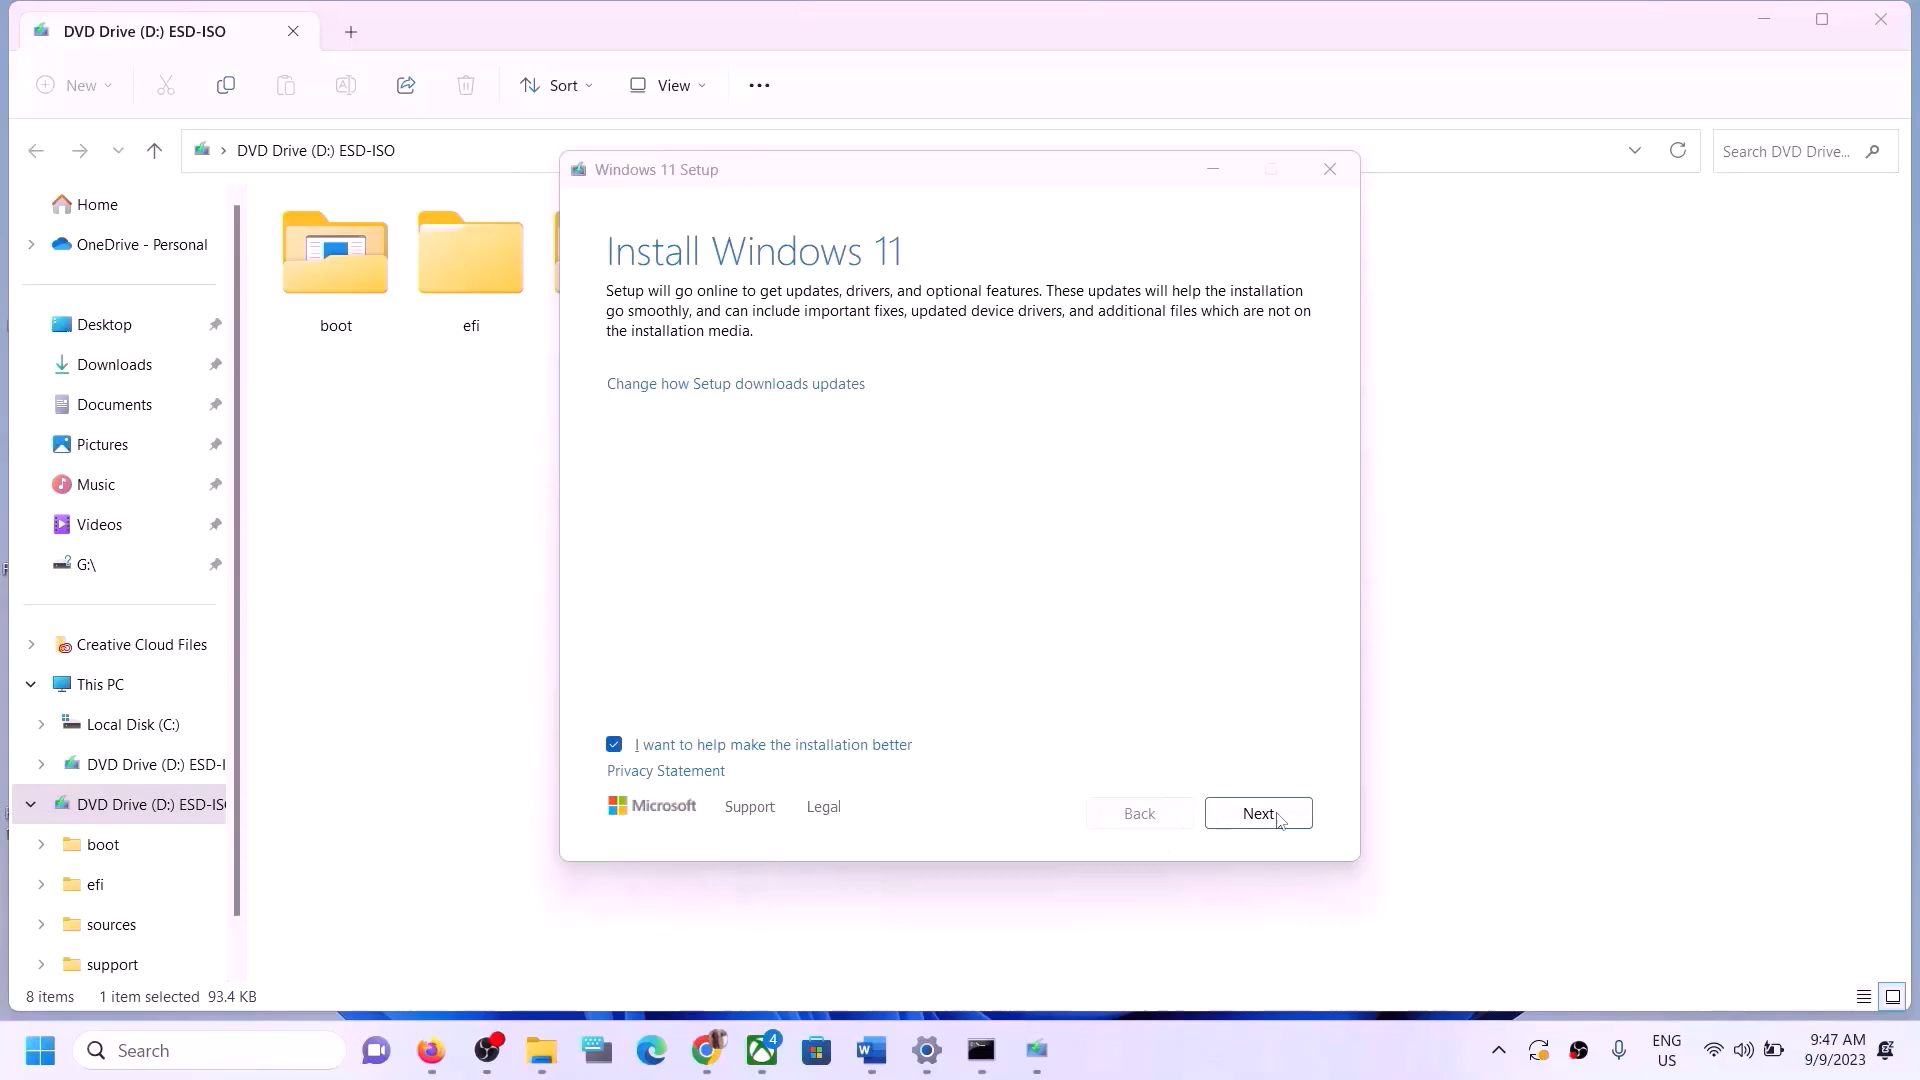 DVD Drive (D:) ESD-ISO
New
Sort
View
DVD Drive (D:) ESD-ISO
Search DVD Drive...
Home
OneDrive - Personal
Desktop
Downloads
Documents
Pictures
Music
Videos
G:\
Creative Cloud Files
This PC
Local Disk (C:)
DVD Drive (D:) ESD-I
DVD Drive (D:) ESD-IS
boot
efi
sources
support
boot
efi
Windows 11 Setup
Install Windows 11
Setup will go online to get updates, drivers, and optional features. These updates will help the installation
go smoothly, and can include important fixes, updated device drivers, and additional files which are not on
the installation media.
Change how Setup downloads updates
I want to help make the installation better
Privacy Statement
Microsoft
Support
Legal
Back
Next
8 items
1 item selected 93.4 KB
Search
4
ENG
US
9:47 AM
9/9/2023